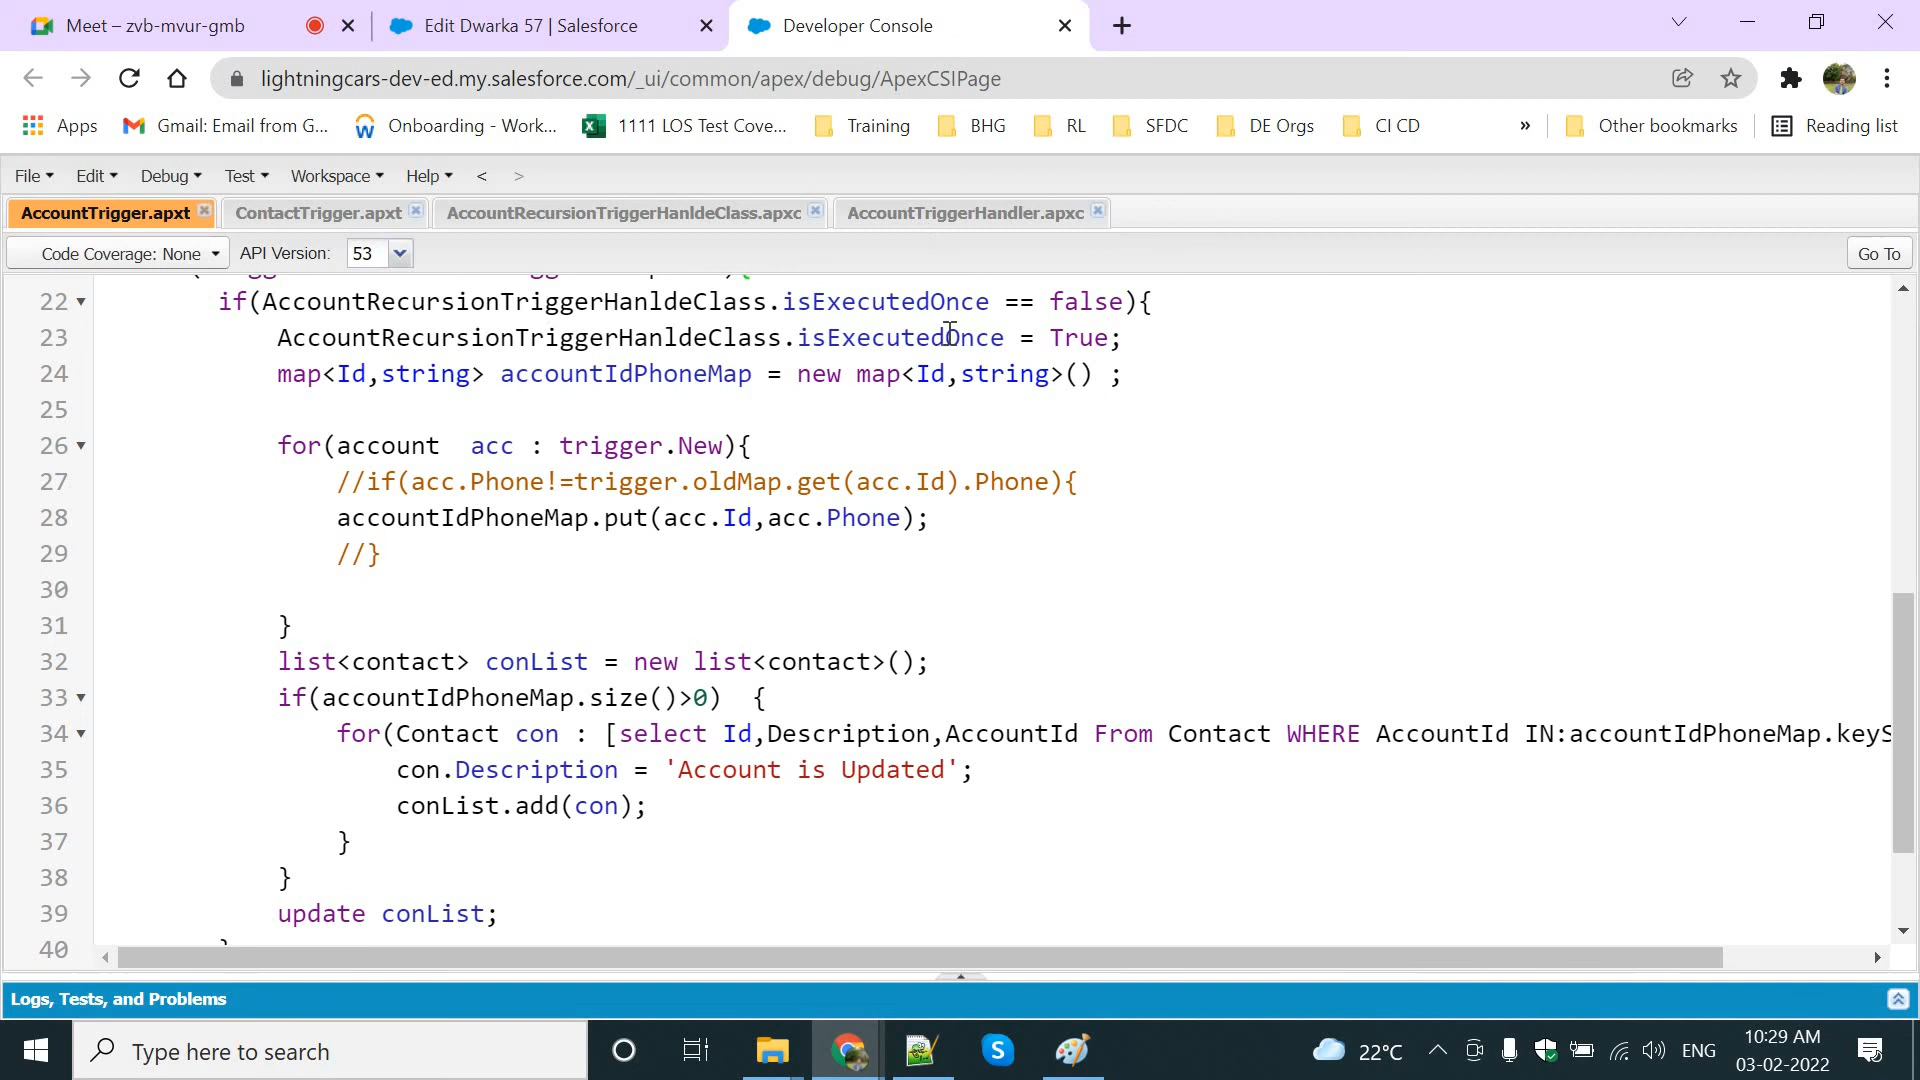 Meet – zvb-mvur-gmb
Edit Dwarka 57 | Salesforce
Developer Console
lightningcars-dev-ed.my.salesforce.com/_ui/common/apex/debug/ApexCSIPage
Apps
Gmail: Email from G...
Onboarding - Work...
1111 LOS Test Cove...
Training
BHG
RL
SFDC
DE Orgs
CI CD
»
Other bookmarks
Reading list
File
Edit
Debug
Test
Workspace
Help
<
>
AccountTrigger.apxt
ContactTrigger.apxt
AccountRecursionTriggerHanldeClass.apxc
AccountTriggerHandler.apxc
Code Coverage: None
API Version:
53
Go To
22 if(AccountRecursionTriggerHanldeClass.isExecutedOnce == false){
23 AccountRecursionTriggerHanldeClass.isExecutedOnce = True;
24 map<Id,string> accountIdPhoneMap = new map<Id,string>() ;
25
26 for(account  acc : trigger.New){
27 //if(acc.Phone!=trigger.oldMap.get(acc.Id).Phone){
28 accountIdPhoneMap.put(acc.Id,acc.Phone);
29 //}
30
31 }
32 list<contact> conList = new list<contact>();
33 if(accountIdPhoneMap.size()>0)  {
34 for(Contact con : [select Id,Description,AccountId From Contact WHERE AccountId IN:accountIdPhoneMap.keyS
35 con.Description = 'Account is Updated';
36 conList.add(con);
37 }
38 }
39 update conList;
40
Logs, Tests, and Problems
Type here to search
22°C
ENG
10:29 AM
03-02-2022